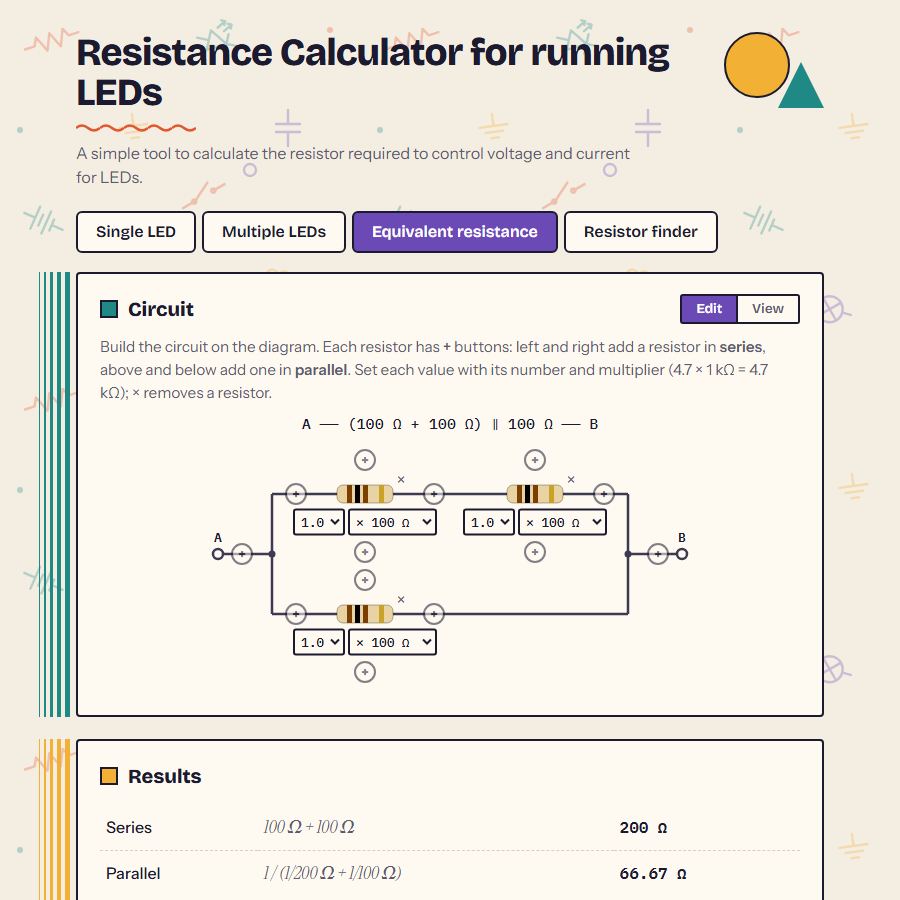 Resistance Calculator for running
LEDs
A simple tool to calculate the resistor required to control voltage and current
for LEDs.
Single LED
Multiple LEDs
Equivalent resistance
Resistor finder
Circuit
Edit
View
Build the circuit on the diagram. Each resistor has + buttons: left and right add a resistor in series,
above and below add one in parallel. Set each value with its number and multiplier (4.7 × 1 kΩ = 4.7
kΩ); × removes a resistor.
A — (100 Ω + 100 Ω) ∥ 100 Ω — B
+ +
× ×
+ + + +
1.0 × 100 Ω 1.0 × 100 Ω
A B
+ + + +
+
×
+ +
1.0 × 100 Ω
+
Results
Series 100 Ω + 100 Ω 200 Ω
Parallel 1 / (1/200 Ω + 1/100 Ω) 66.67 Ω